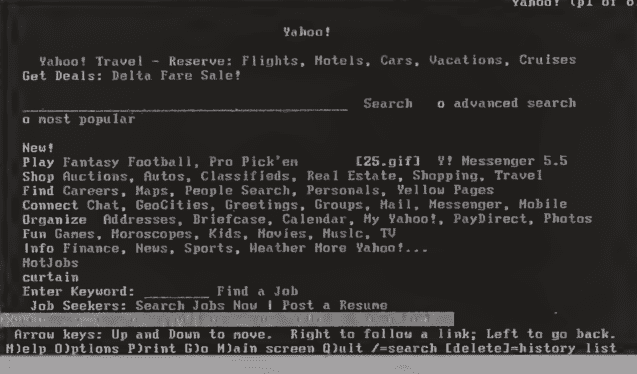 Yahoo! (p1 of 6
Yahoo!
Yahoo! Travel - Reserve: Flights, Hotels, Cars, Vacations, Cruises
Get Deals: Delta Fare Sale!
Search o advanced search
o most popular
New!
Play Fantasy Football, Pro Pick'em [25.gif] Y! Messenger 5.5
Shop Auctions, Autos, Classifieds, Real Estate, Shopping, Travel
Find Careers, Maps, People Search, Personals, Yellow Pages
Connect Chat, GeoCities, Greetings, Groups, Mail, Messenger, Mobile
Organize Addresses, Briefcase, Calendar, My Yahoo!, PayDirect, Photos
Fun Games, Horoscopes, Kids, Movies, Music, TV
Info Finance, News, Sports, Weather More Yahoo!...
HotJobs
curtain
Enter Keyword: ________ Find a Job
Job Seekers: Search Jobs Now | Post a Resume
Arrow keys: Up and Down to move. Right to follow a link; Left to go back.
H)elp O)ptions P)rint G)o M)ain screen Q)uit /=search [delete]=history list